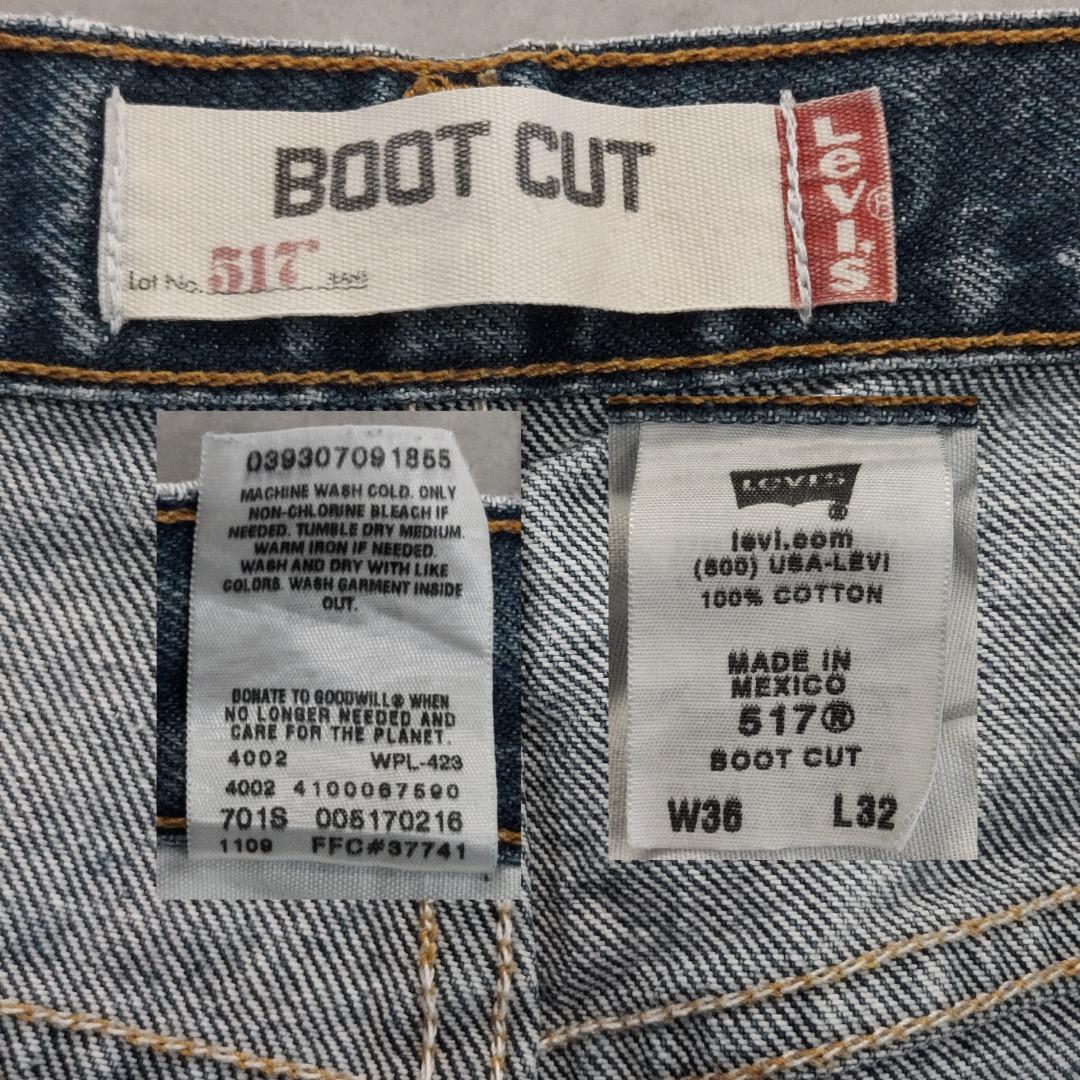 BOOT CUT
Lot No. 517® JEANS
Levi's ®
039307091855
MACHINE WASH COLD. ONLY
NON-CHLORINE BLEACH IF
NEEDED. TUMBLE DRY MEDIUM.
WARM IRON IF NEEDED.
WASH AND DRY WITH LIKE
COLORS. WASH GARMENT INSIDE
OUT.
DONATE TO GOODWILL® WHEN
NO LONGER NEEDED AND
CARE FOR THE PLANET.
4002 WPL-423
4002 4100067590
701S 005170216
1109 FFC#37741
LEVI'S
®
levi.com
(800) USA-LEVI
100% COTTON
MADE IN
MEXICO
517®
BOOT CUT
W36 L32